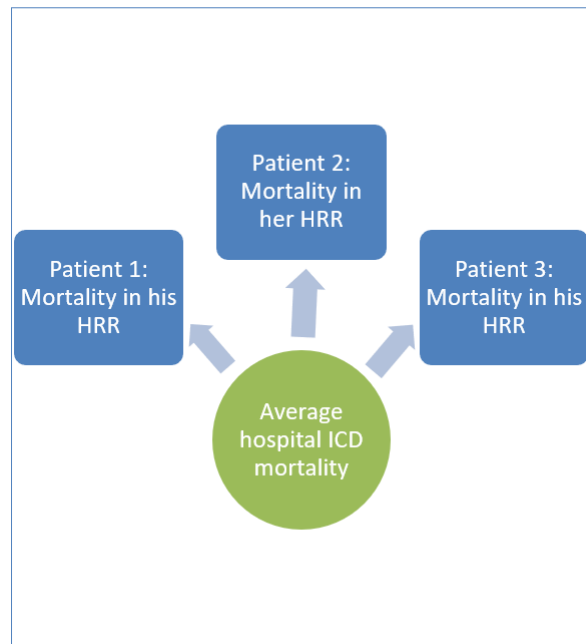 Patient 2:
Mortality in
her HRR
Patient 1:
Mortality in his
HRR
Patient 3:
Mortality in his
HRR
Average
hospital ICD
mortality